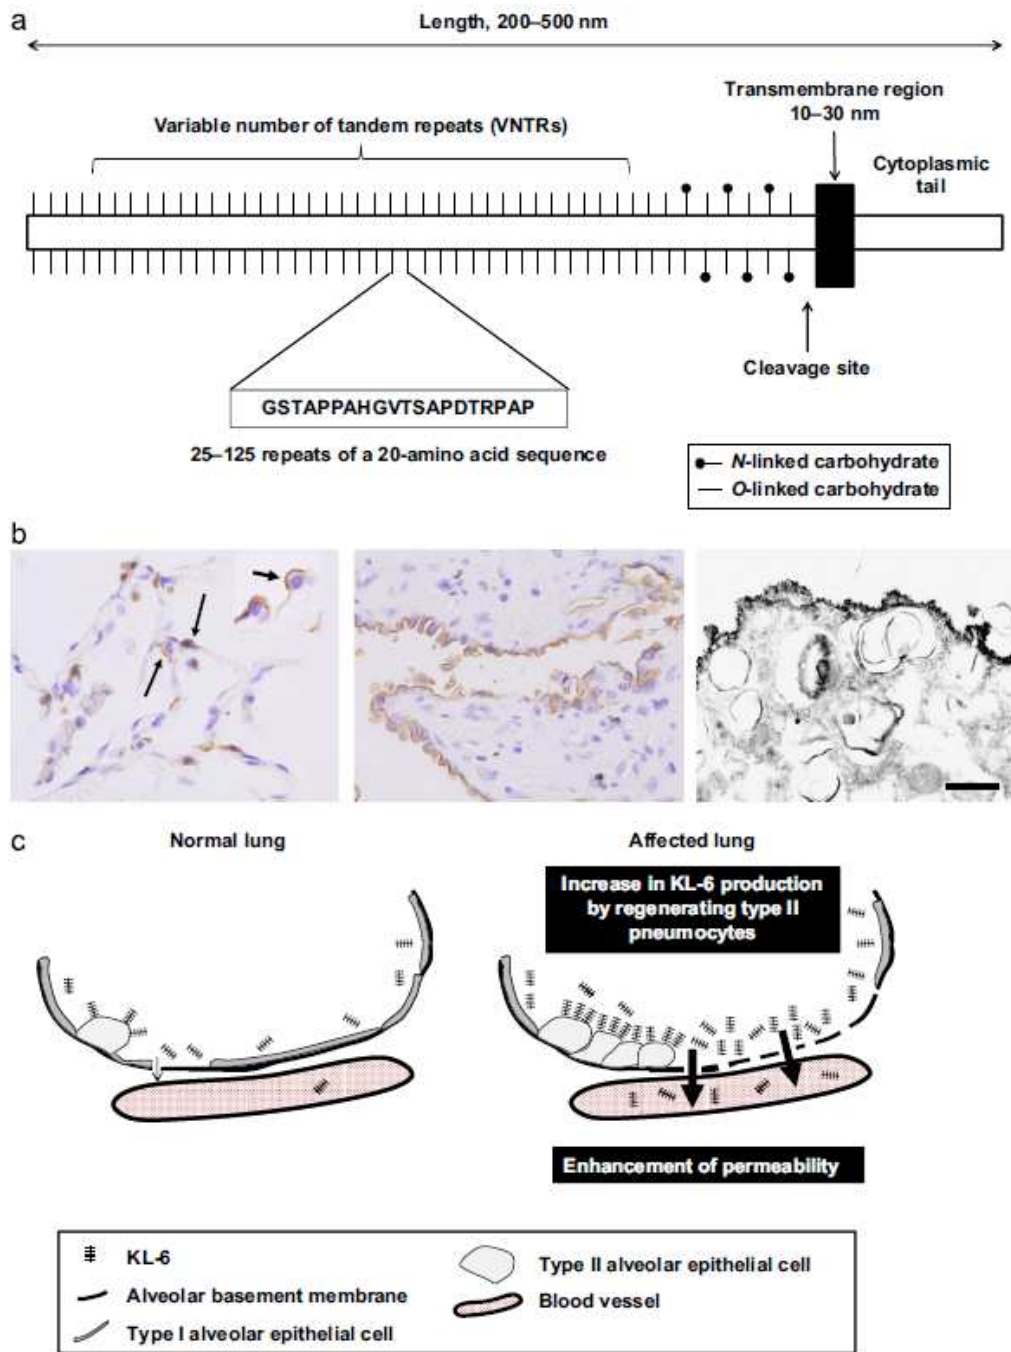 a
Length, 200–500 nm
Transmembrane region
10–30 nm
Variable number of tandem repeats (VNTRs)
Cytoplasmic
tail
Cleavage site
GSTAPPAHGVTSAPDTRPAP
25–125 repeats of a 20-amino acid sequence
N-linked carbohydrate
O-linked carbohydrate
b
c
Normal lung
Affected lung
Increase in KL-6 production
by regenerating type II
pneumocytes
Enhancement of permeability
KL-6
Alveolar basement membrane
Type I alveolar epithelial cell
Type II alveolar epithelial cell
Blood vessel